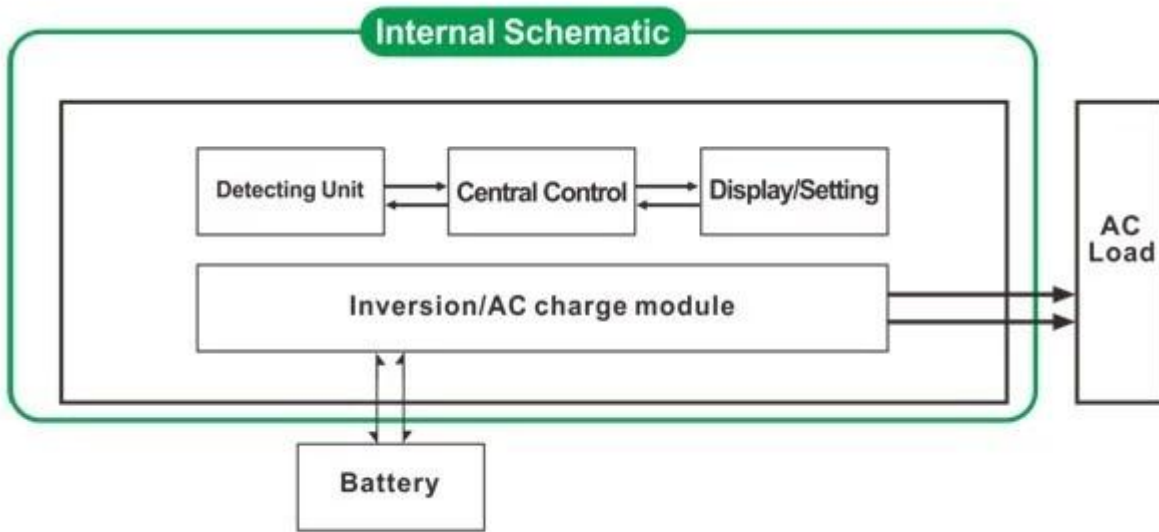 Internal Schematic
Detecting Unit
Central Control
Display/Setting
AC
Load
Inversion/AC charge module
Battery